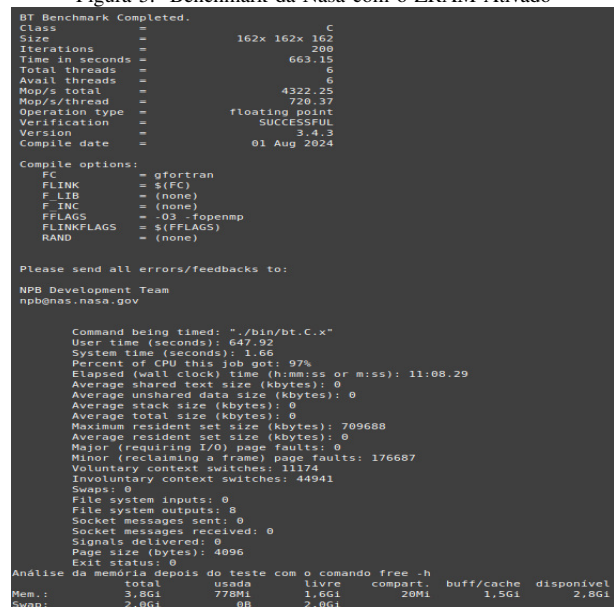 Figura 3. Benchmark da Nasa com o ZRAM Ativado
BT Benchmark Completed.
Class = C
Size = 162x 162x 162
Iterations = 200
Time in seconds = 663.15
Total threads = 6
Avail threads = 6
Mop/s total = 4322.25
Mop/s/thread = 720.37
Operation type = floating point
Verification = SUCCESSFUL
Version = 3.4.3
Compile date = 01 Aug 2024
Compile options:
FC = gfortran
FLINK = $(FC)
F_LIB = (none)
F_INC = (none)
FFLAGS = -O3 -fopenmp
FLINKFLAGS = $(FFLAGS)
RAND = (none)
Please send all errors/feedbacks to:
NPB Development Team
npb@nas.nasa.gov
Command being timed: "./bin/bt.C.x"
User time (seconds): 647.92
System time (seconds): 1.66
Percent of CPU this job got: 97%
Elapsed (wall clock) time (h:mm:ss or m:ss): 11:08.29
Average shared text size (kbytes): 0
Average unshared data size (kbytes): 0
Average stack size (kbytes): 0
Average total size (kbytes): 0
Maximum resident set size (kbytes): 709688
Average resident set size (kbytes): 0
Major (requiring I/O) page faults: 0
Minor (reclaiming a frame) page faults: 176687
Voluntary context switches: 11174
Involuntary context switches: 44941
Swaps: 0
File system inputs: 0
File system outputs: 8
Socket messages sent: 0
Socket messages received: 0
Signals delivered: 0
Page size (bytes): 4096
Exit status: 0
Análise da memória depois do teste com o comando free -h
total usada livre compart. buff/cache disponível
Mem.: 3,8Gi 778Mi 1,6Gi 20Mi 1,5Gi 2,8Gi
Swap: 2,0Gi 0B 2,0Gi